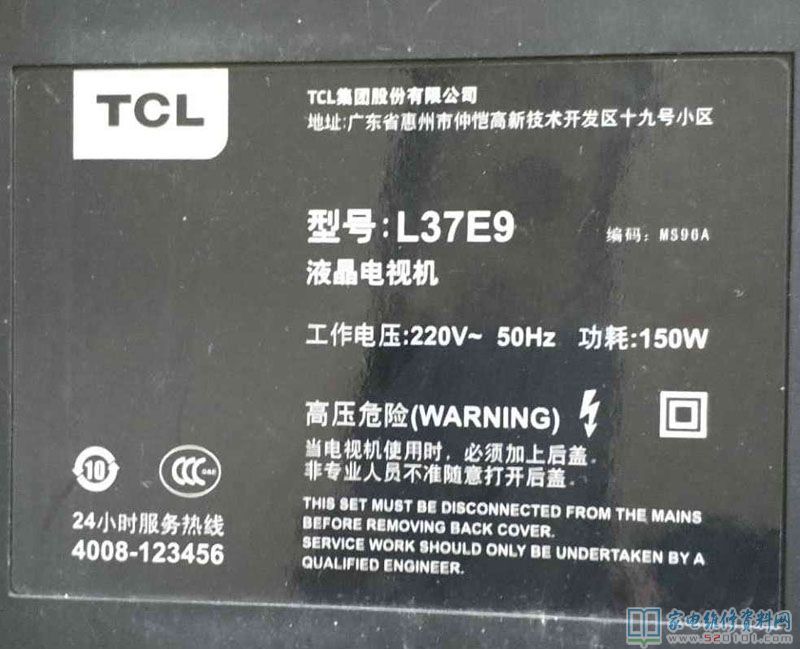 TCL
TCL集团股份有限公司
地址:广东省惠州市仲恺高新技术开发区十九号小区
型号:L37E9
编码: MS96A
液晶电视机
工作电压:220V~ 50Hz 功耗:150W
高压危险(WARNING)
当电视机使用时,必须加上后盖.
非专业人员不准随意打开后盖.
THIS SET MUST BE DISCONNECTED FROM THE MAINS
BEFORE REMOVING BACK COVER.
SERVICE WORK SHOULD ONLY BE UNDERTAKEN BY A
QUALIFIED ENGINEER.
10
CCC
24小时服务热线
4008-123456
家电维修资料网
www.520101.com